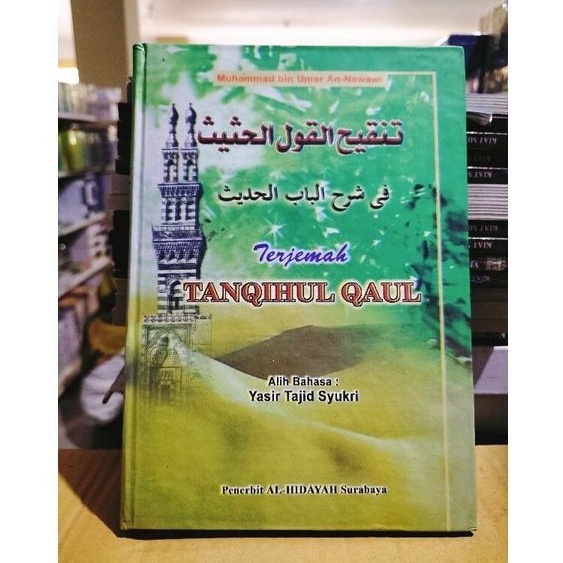 Muhammad bin Umar An-Nawawi
تنقيح القول الحثيث
في شرح الباب الحديث
Terjemah
TANQIHUL QAUL
Alih Bahasa :
Yasir Tajid Syukri
Penerbit AL-HIDAYAH Surabaya